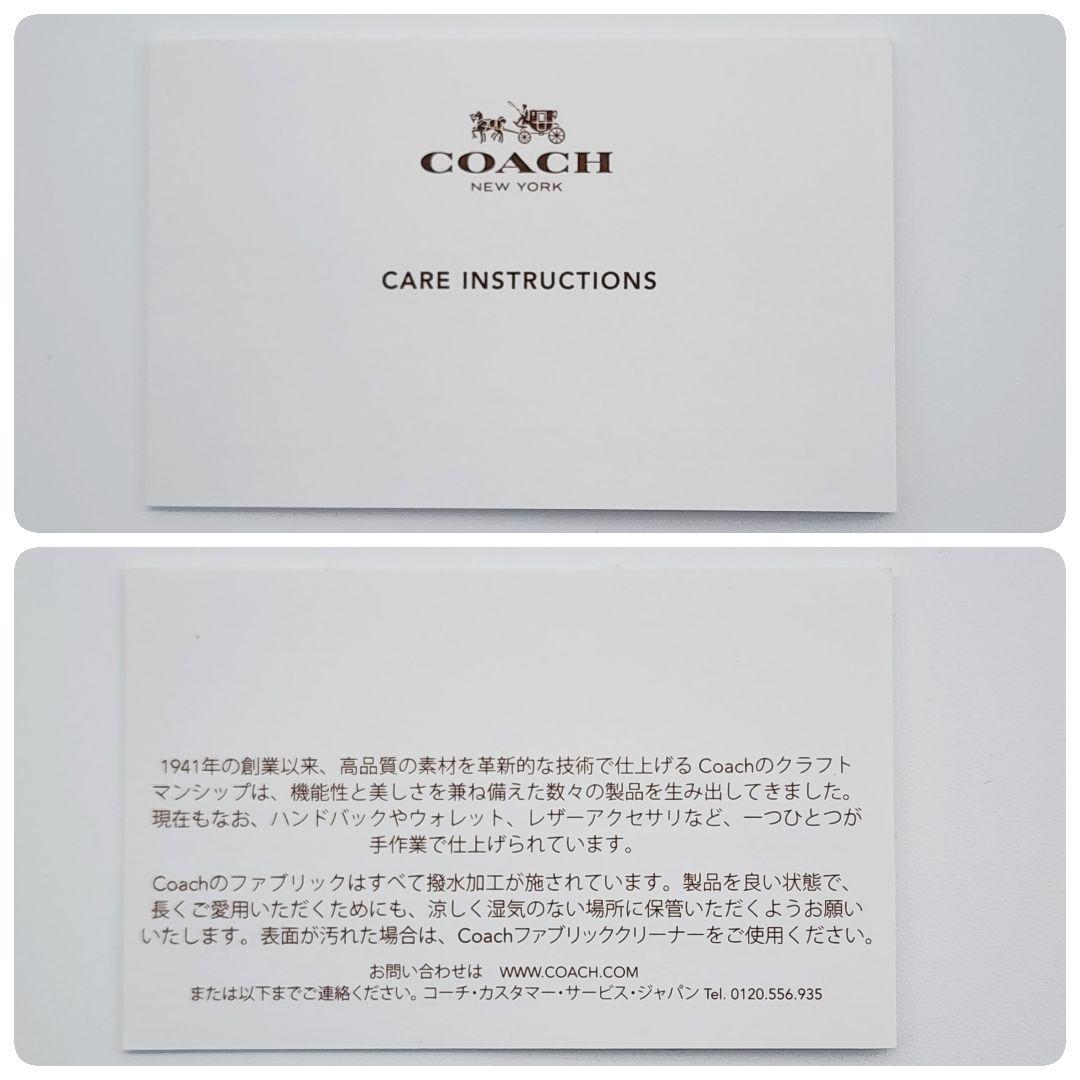 COACH
NEW YORK
CARE INSTRUCTIONS
1941年の創業以来、高品質の素材を革新的な技術で仕上げる Coachのクラフト
マンシップは、機能性と美しさを兼ね備えた数々の製品を生み出してきました。
現在もなお、ハンドバックやウォレット、レザーアクセサリなど、一つひとつが
手作業で仕上げられています。
Coachのファブリックはすべて撥水加工が施されています。製品を良い状態で、
長くご愛用いただくためにも、涼しく湿気のない場所に保管いただくようお願い
いたします。表面が汚れた場合は、Coachファブリッククリーナーをご使用ください。
お問い合わせは WWW.COACH.COM
または以下までご連絡ください。コーチ・カスタマー・サービス・ジャパン Tel. 0120.556.935